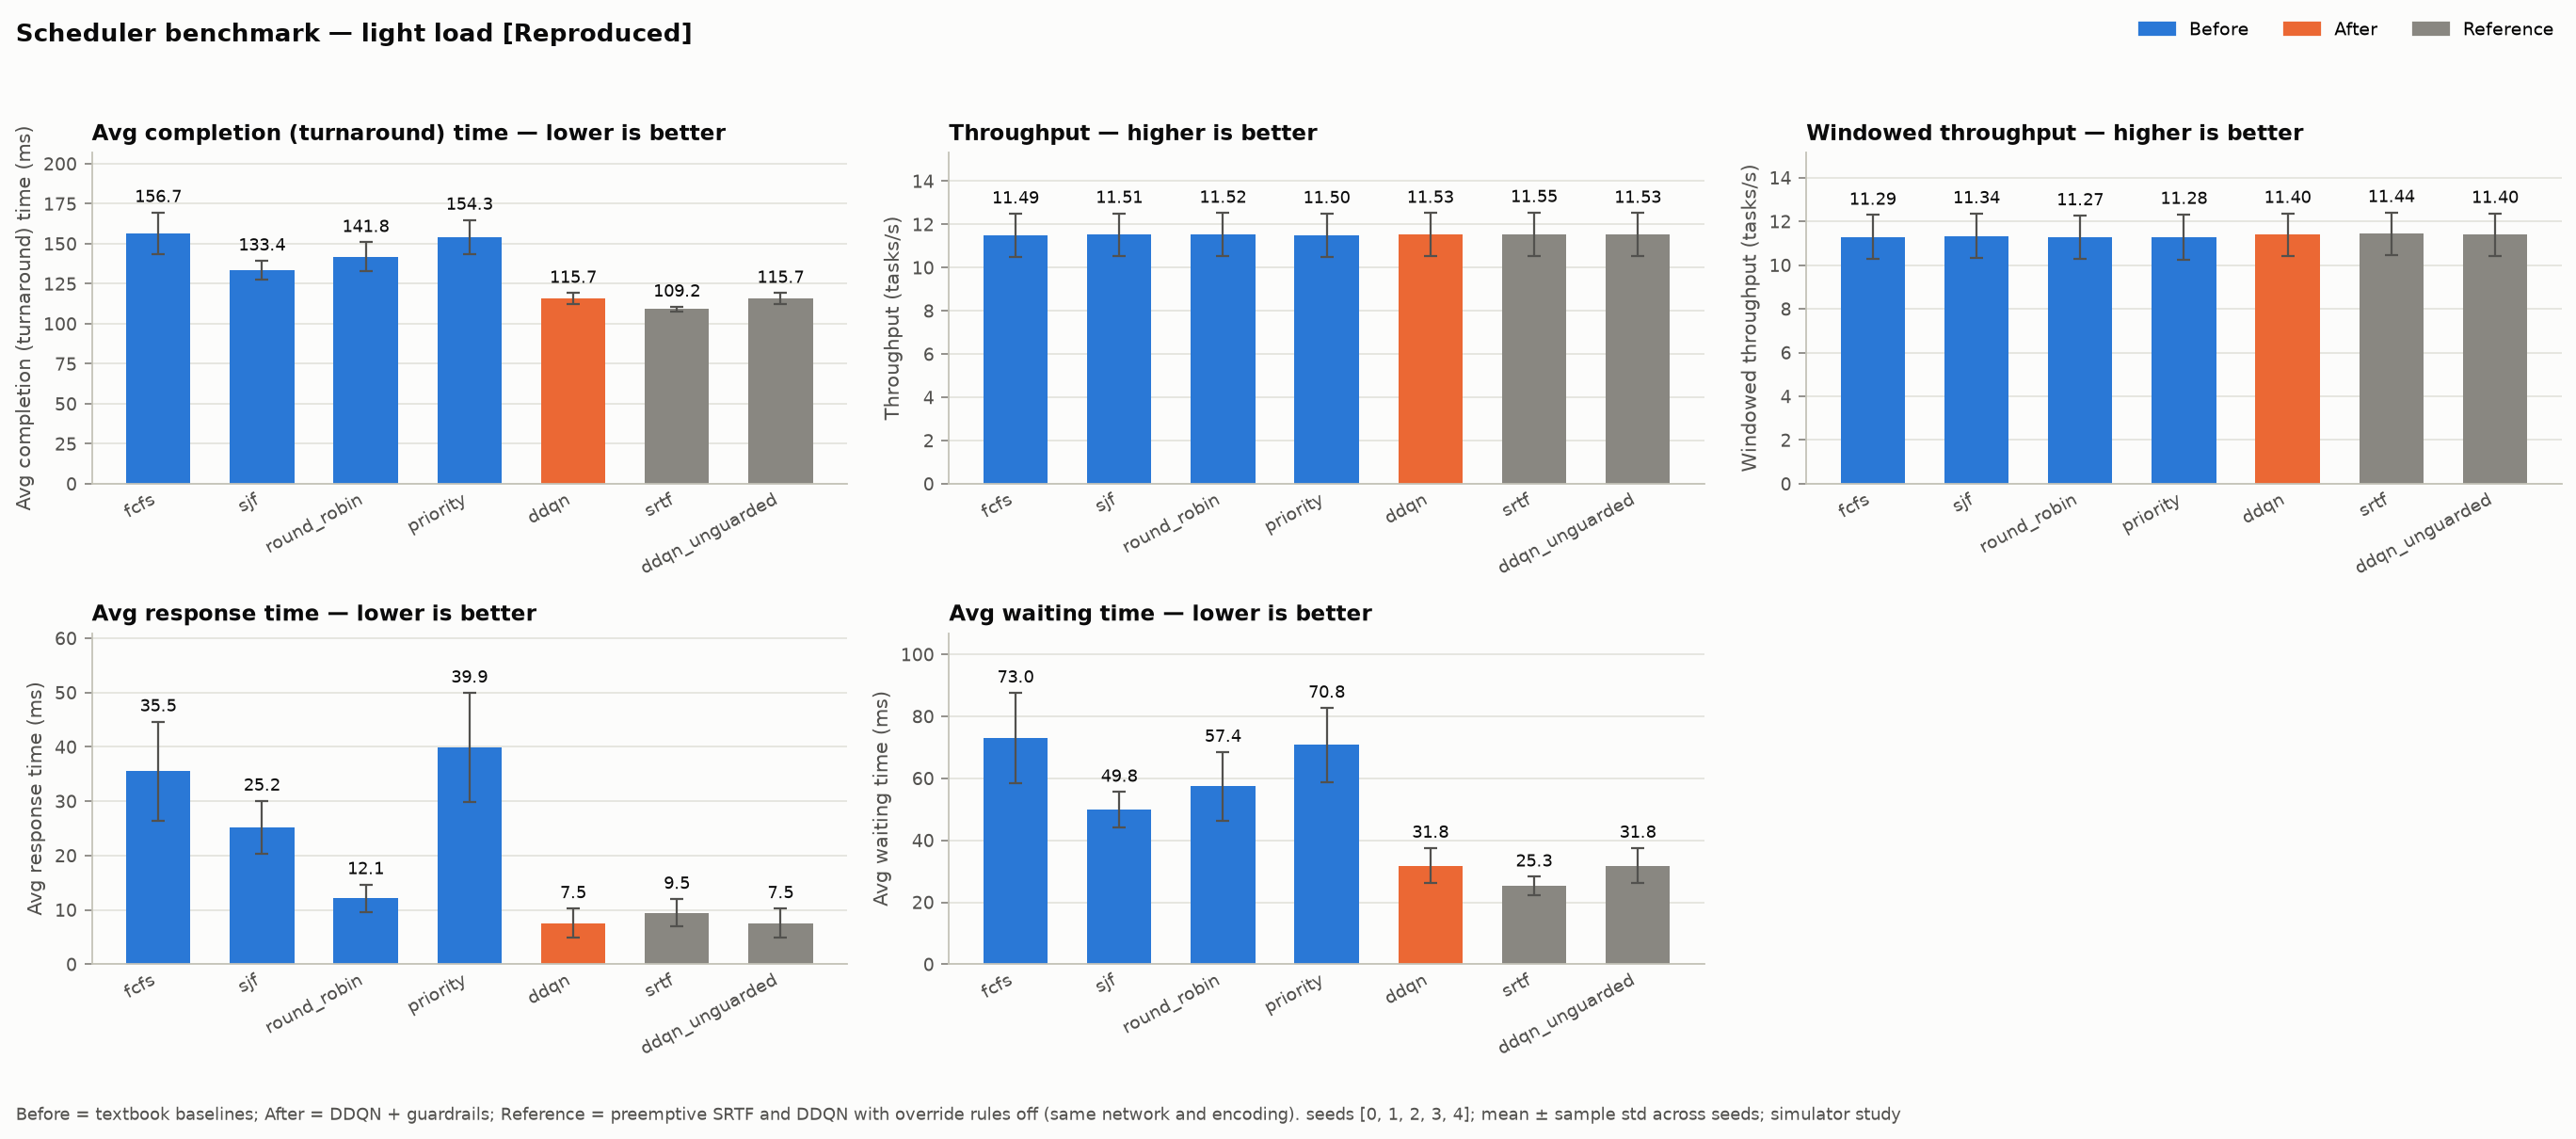 Scheduler benchmark — light load [Reproduced]
Before After Reference
Avg completion (turnaround) time — lower is better
Avg completion (turnaround) time (ms)
200
175
150
125
100
75
50
25
0
156.7 133.4 141.8 154.3 115.7 109.2 115.7
fcfs sjf round_robin priority ddqn srtf ddqn_unguarded
Throughput — higher is better
Throughput (tasks/s)
14
12
10
8
6
4
2
0
11.49 11.51 11.52 11.50 11.53 11.55 11.53
fcfs sjf round_robin priority ddqn srtf ddqn_unguarded
Windowed throughput — higher is better
Windowed throughput (tasks/s)
14
12
10
8
6
4
2
0
11.29 11.34 11.27 11.28 11.40 11.44 11.40
fcfs sjf round_robin priority ddqn srtf ddqn_unguarded
Avg response time — lower is better
Avg response time (ms)
60
50
40
30
20
10
0
35.5 25.2 12.1 39.9 7.5 9.5 7.5
fcfs sjf round_robin priority ddqn srtf ddqn_unguarded
Avg waiting time — lower is better
Avg waiting time (ms)
100
80
60
40
20
0
73.0 49.8 57.4 70.8 31.8 25.3 31.8
fcfs sjf round_robin priority ddqn srtf ddqn_unguarded
Before = textbook baselines; After = DDQN + guardrails; Reference = preemptive SRTF and DDQN with override rules off (same network and encoding). seeds [0, 1, 2, 3, 4]; mean ± sample std across seeds; simulator study